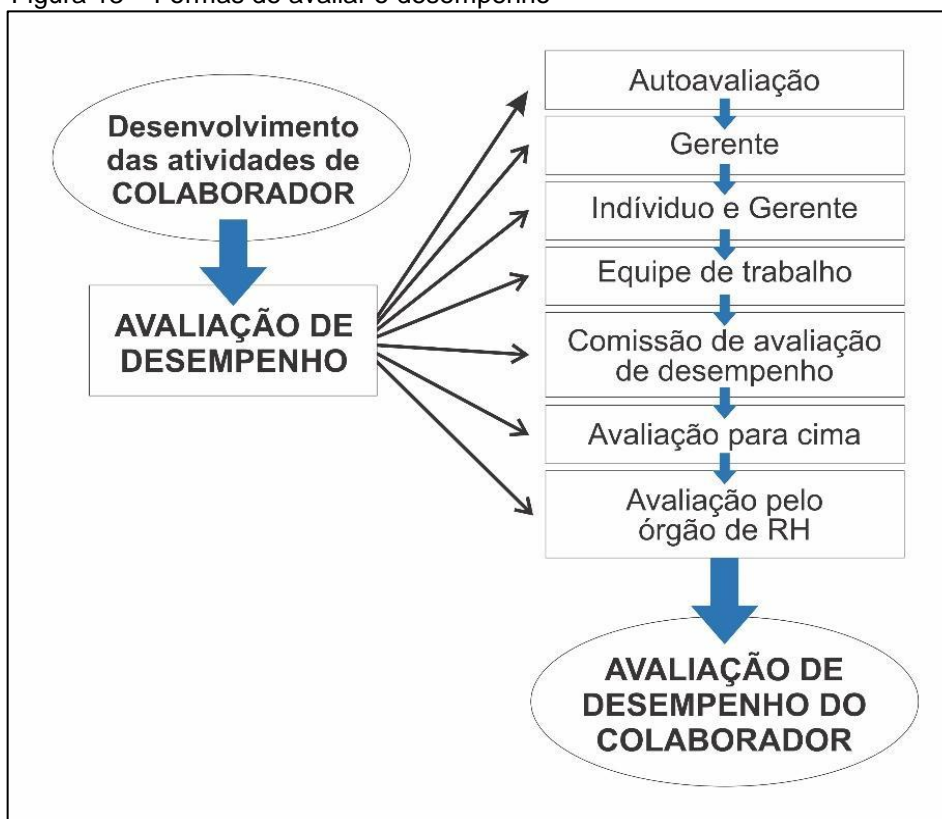 Figura – Formas de avaliar o desempenho
Desenvolvimento
das atividades de
COLABORADOR
AVALIAÇÃO DE
DESEMPENHO
Autoavaliação
Gerente
Indíviduo e Gerente
Equipe de trabalho
Comissão de avaliação
de desempenho
Avaliação para cima
Avaliação pelo
órgão de RH
AVALIAÇÃO DE
DESEMPENHO DO
COLABORADOR